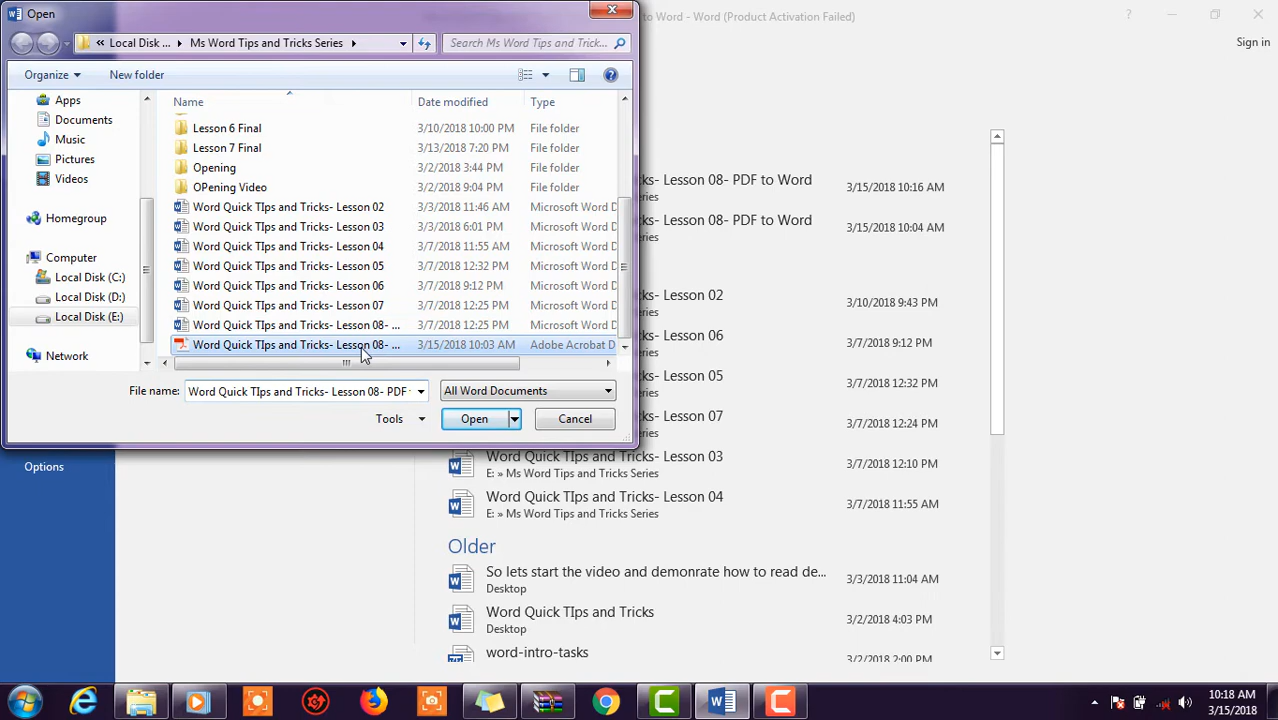 Open
to Word - Word (Product Activation Failed)
Sign in
Local Disk ... Ms Word Tips and Tricks Series
Search Ms Word Tips and Trick...
Organize New folder
Name Date modified Type
Apps
Documents
Music
Pictures
Videos
Homegroup
Computer
Local Disk (C:)
Local Disk (D:)
Local Disk (E:)
Network
Lesson 6 Final 3/10/2018 10:00 PM File folder
Lesson 7 Final 3/13/2018 7:20 PM File folder
Opening 3/2/2018 3:44 PM File folder
OPening Video 3/2/2018 9:04 PM File folder
Word Quick TIps and Tricks- Lesson 02 3/3/2018 11:46 AM Microsoft Word D
Word Quick TIps and Tricks- Lesson 03 3/3/2018 6:01 PM Microsoft Word D
Word Quick TIps and Tricks- Lesson 04 3/7/2018 11:55 AM Microsoft Word D
Word Quick TIps and Tricks- Lesson 05 3/7/2018 12:32 PM Microsoft Word D
Word Quick TIps and Tricks- Lesson 06 3/7/2018 9:12 PM Microsoft Word D
Word Quick TIps and Tricks- Lesson 07 3/7/2018 12:25 PM Microsoft Word D
Word Quick TIps and Tricks- Lesson 08- ... 3/7/2018 12:25 PM Microsoft Word D
Word Quick TIps and Tricks- Lesson 08- ... 3/15/2018 10:03 AM Adobe Acrobat D
File name: Word Quick TIps and Tricks- Lesson 08- PDF
All Word Documents
Tools Open Cancel
Options
cks- Lesson 08- PDF to Word 3/15/2018 10:16 AM
eries
cks- Lesson 08- PDF to Word 3/15/2018 10:04 AM
eries
cks- Lesson 02 3/10/2018 9:43 PM
eries
cks- Lesson 06 3/7/2018 9:12 PM
eries
cks- Lesson 05 3/7/2018 12:32 PM
eries
cks- Lesson 07 3/7/2018 12:24 PM
eries
Word Quick TIps and Tricks- Lesson 03 3/7/2018 12:10 PM
E: » Ms Word Tips and Tricks Series
Word Quick TIps and Tricks- Lesson 04 3/7/2018 11:55 AM
E: » Ms Word Tips and Tricks Series
Older
So lets start the video and demonrate how to read de... 3/3/2018 11:04 AM
Desktop
Word Quick TIps and Tricks 3/2/2018 4:03 PM
Desktop
word-intro-tasks 3/2/2018 2:00 PM
10:18 AM
3/15/2018